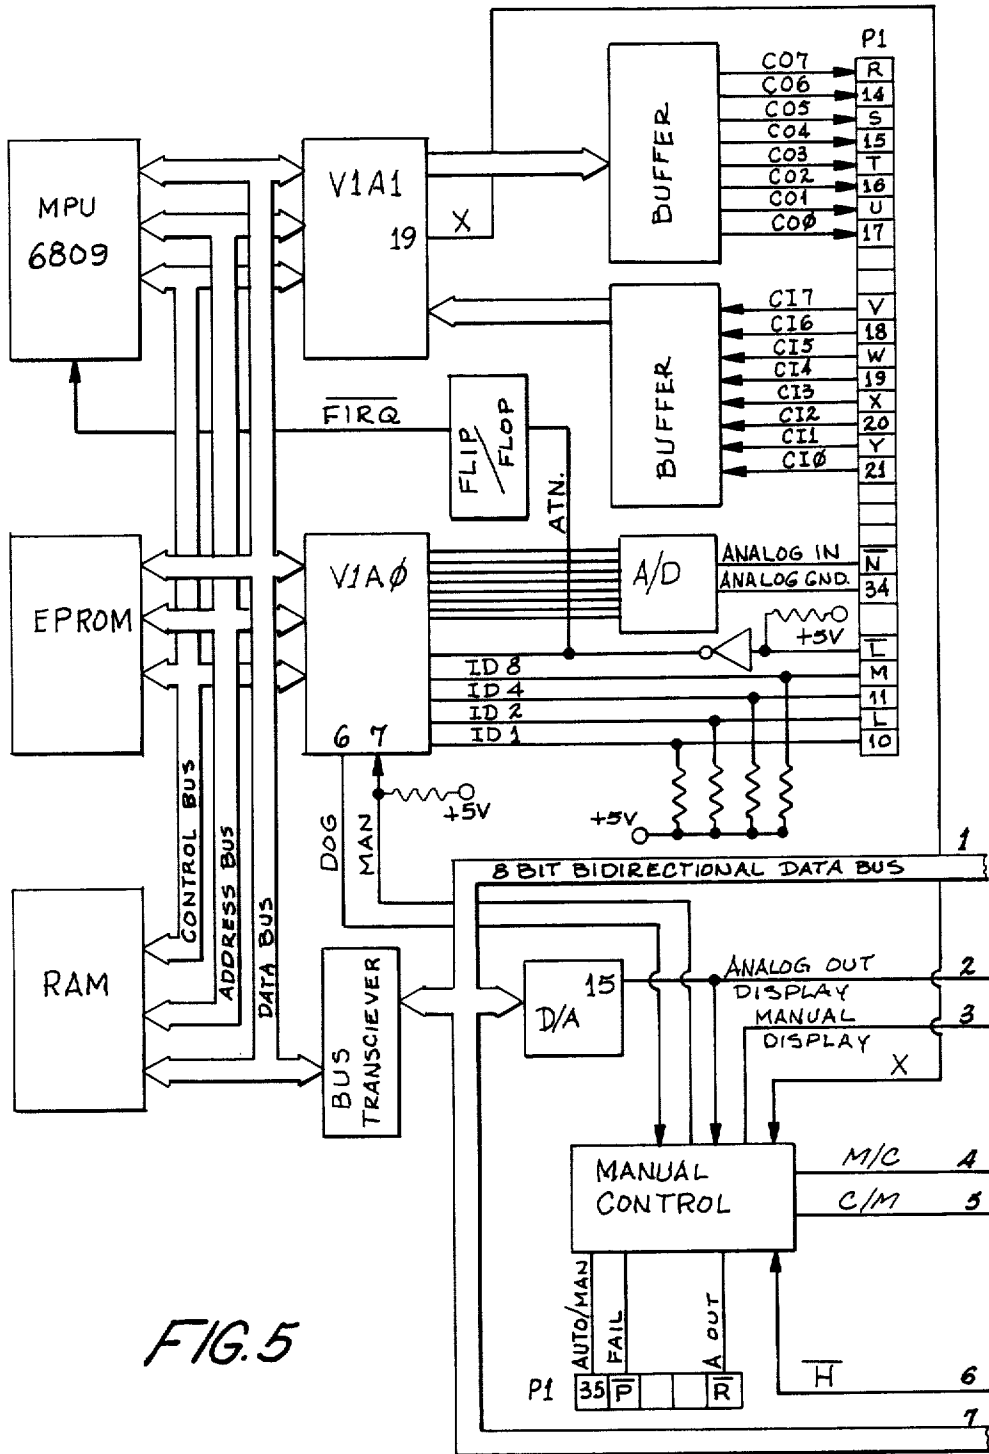 P1
CO7
R
CO6
14
CO5
S
CO4
15
CO3
T
CO2
16
CO1
U
COØ
17
BUFFER
MPU
6809
V1A1
19
X
CI7
V
CI6
18
CI5
W
CI4
19
CI3
X
CI2
20
CI1
Y
CIØ
21
BUFFER
FIRQ
FLIP/
FLOP
ATN.
EPROM
V1AØ
A/D
ANALOG IN
N
ANALOG GND.
34
+5V
L
ID 8
M
ID 4
11
ID 2
L
ID 1
10
6 7
+5V
+5V
DOG
MAN
CONTROL BUS
ADDRESS BUS
DATA BUS
8 BIT BIDIRECTIONAL DATA BUS
1
RAM
BUS
TRANSCIEVER
15
D/A
ANALOG OUT
DISPLAY
2
MANUAL
DISPLAY
3
X
MANUAL
CONTROL
M/C
4
C/M
5
AUTO/MAN
FAIL
A OUT
H
6
P1
35
P
R
7
FIG.5